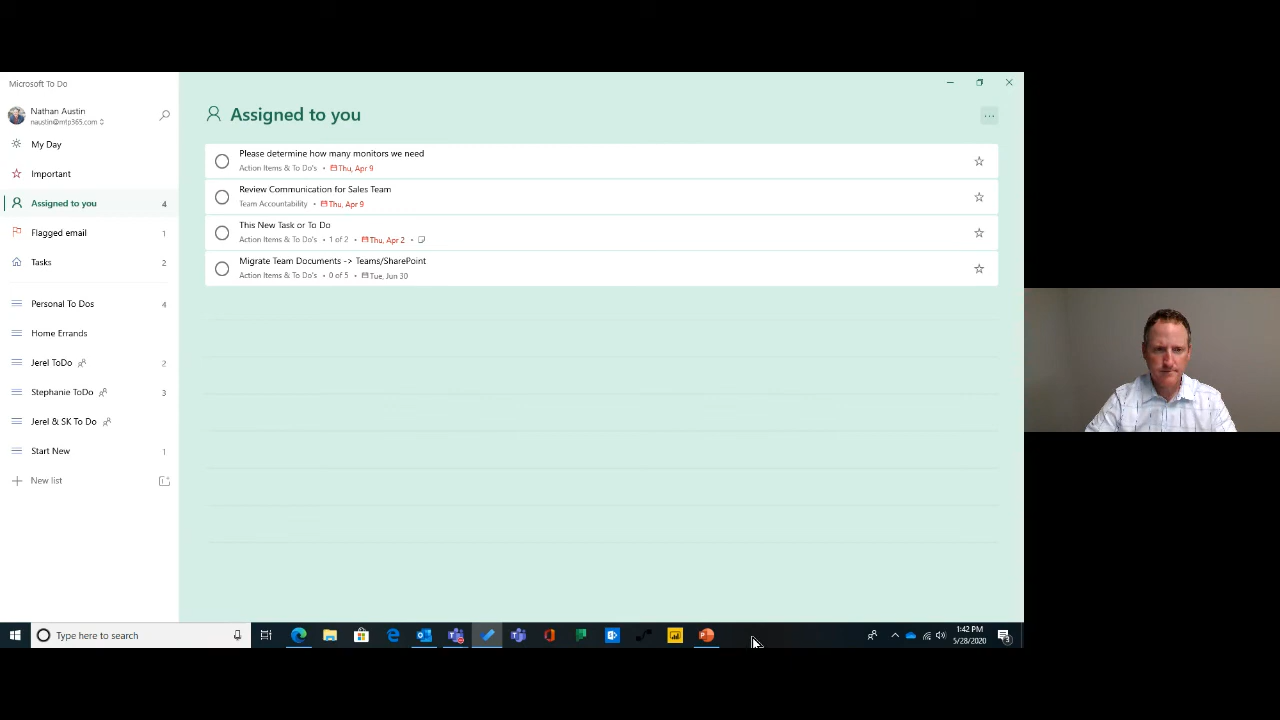 Microsoft To Do
Nathan Austin
naustin@mtp365.com
My Day
Important
Assigned to you 4
Flagged email 1
Tasks 2
Personal To Dos 4
Home Errands
Jerel ToDo 2
Stephanie ToDo 3
Jerel & SK To Do
Start New 1
New list
Assigned to you
Please determine how many monitors we need
Action Items & To Do's • Thu, Apr 9
Review Communication for Sales Team
Team Accountability • Thu, Apr 9
This New Task or To Do
Action Items & To Do's • 1 of 2 • Thu, Apr 2 •
Migrate Team Documents -> Teams/SharePoint
Action Items & To Do's • 0 of 5 • Tue, Jun 30
Type here to search
1:42 PM
5/28/2020
3